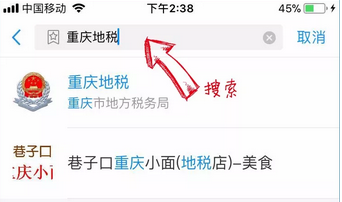 中国移动 下午2:38 45%
重庆地税 取消
重庆地税
搜索
重庆市地方税务局
巷子口
重庆小面
巷子口重庆小面(地税店)-美食